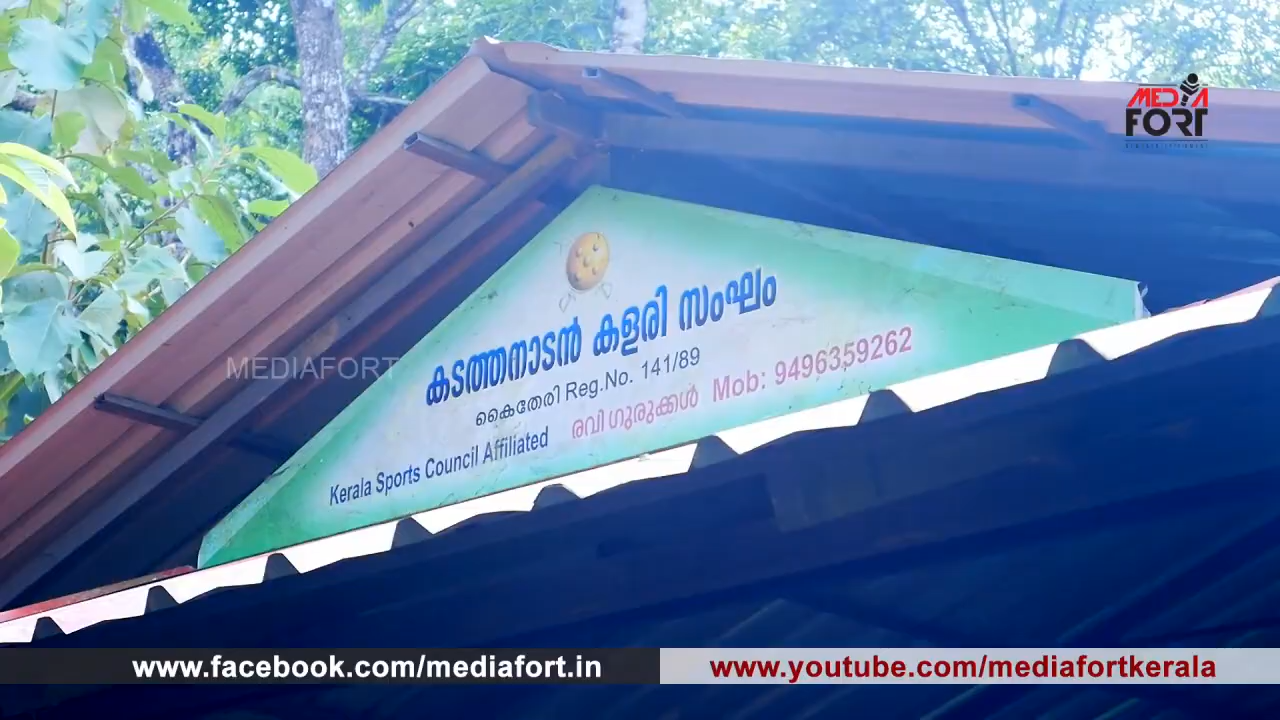 MEDIA
FORT
കടത്തനാടൻ കളരി സംഘം
കൈതേരി Reg.No. 141/89
രവി ഗുരുക്കൾ Mob: 9496359262
Kerala Sports Council Affiliated
MEDIAFORT
www.facebook.com/mediafort.in
www.youtube.com/mediafortkerala